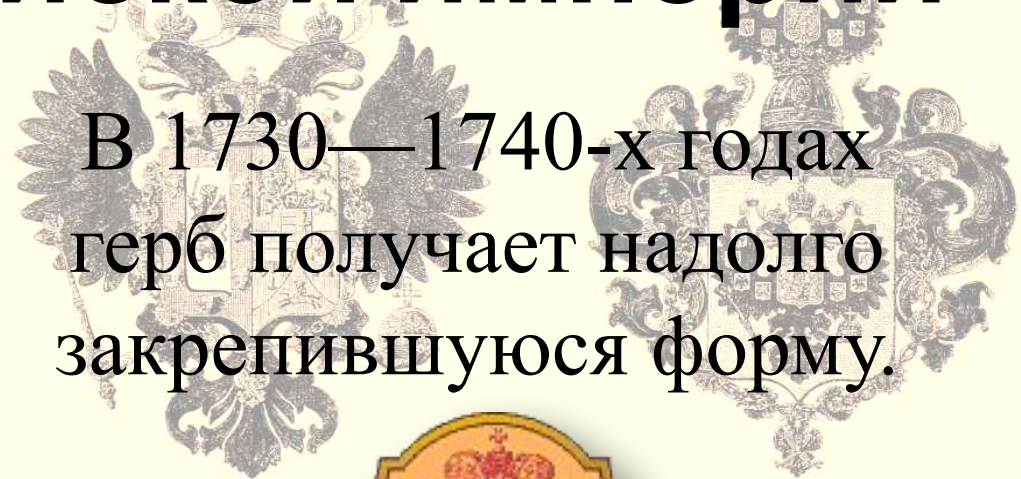 В 1730—1740-х годах
герб получает надолго
закрепившуюся форму.